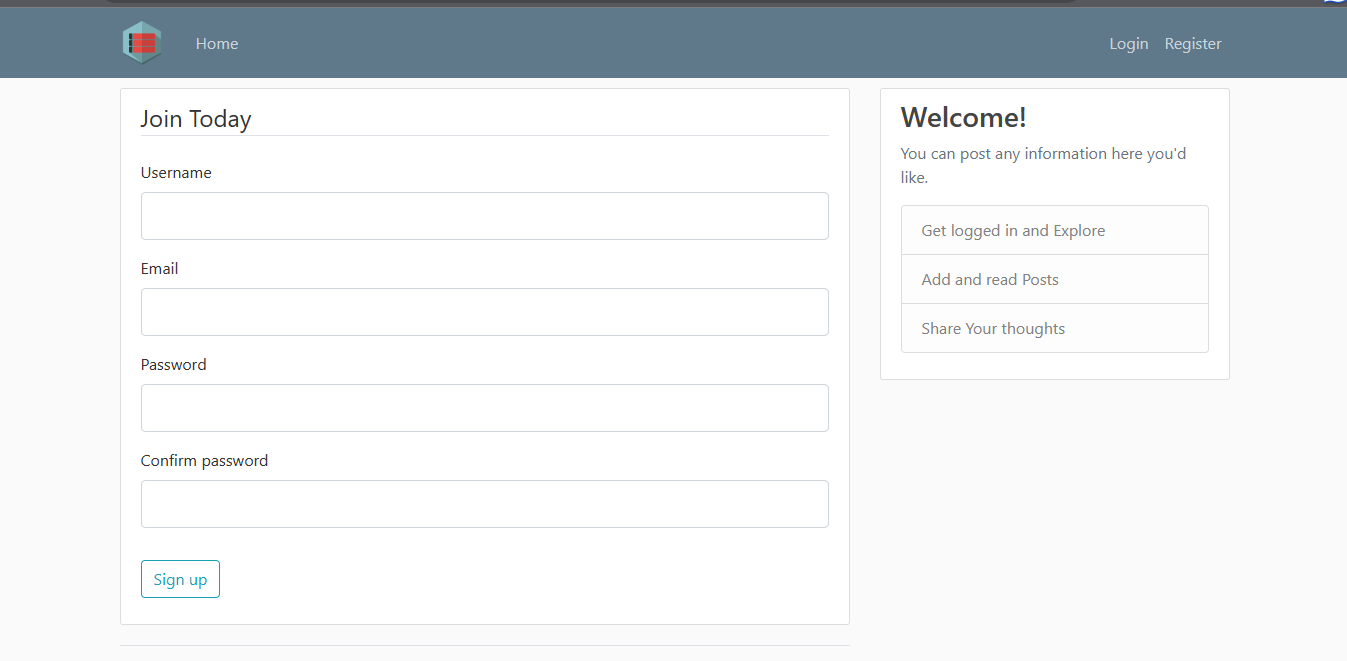 Home
Login
Register
Join Today
Username
Email
Password
Confirm password
Sign up
Welcome!
You can post any information here you'd
like.
Get logged in and Explore
Add and read Posts
Share Your thoughts